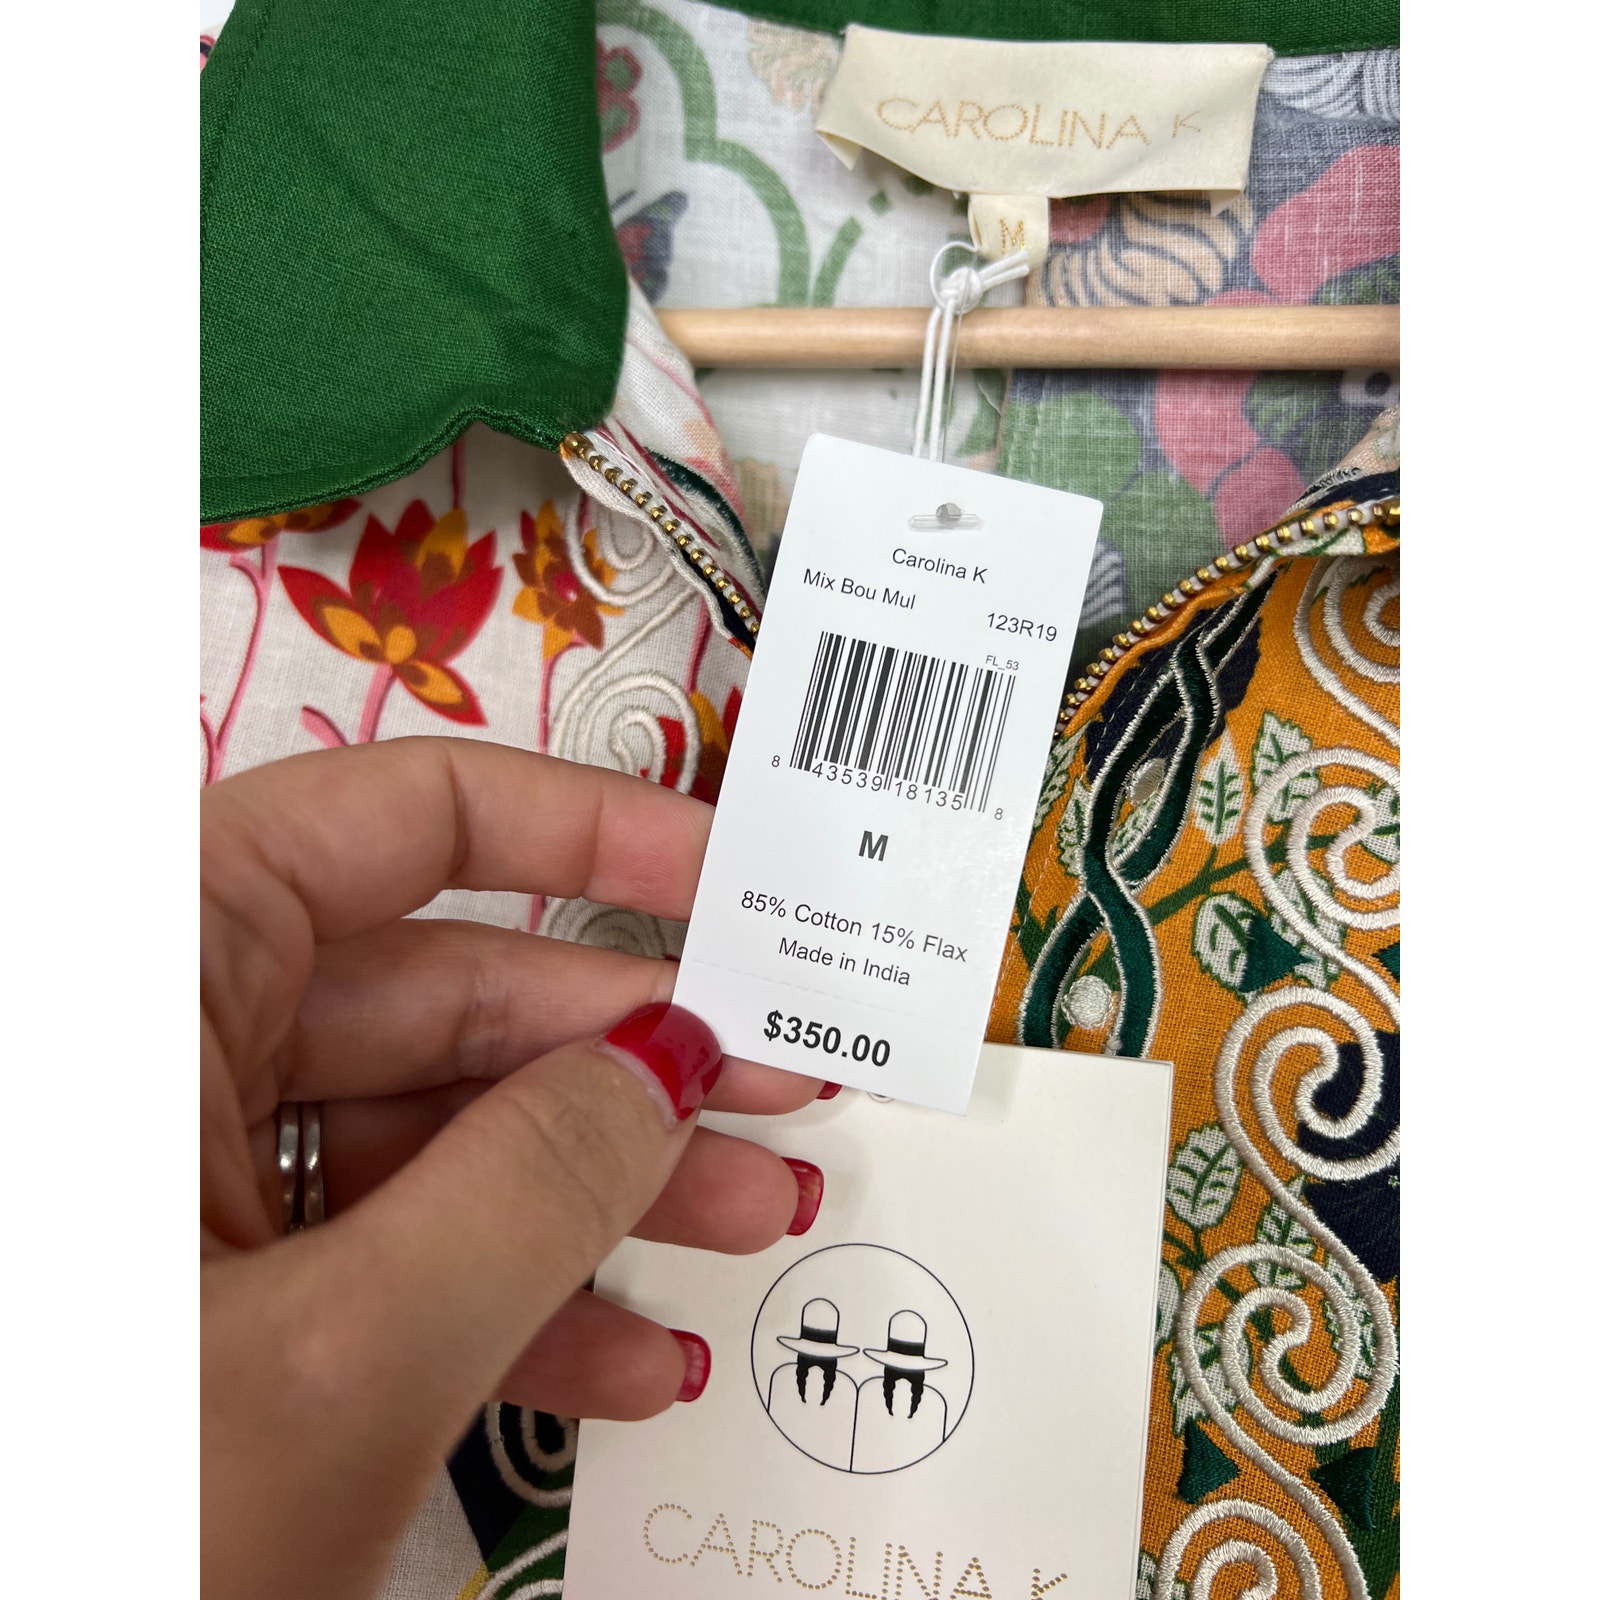 CAROLINA K
M
Carolina K
Mix Bou Mul
123R19
FL_53
8 43539 18135 8
M
85% Cotton 15% Flax
Made in India
$350.00
CAROLINA K